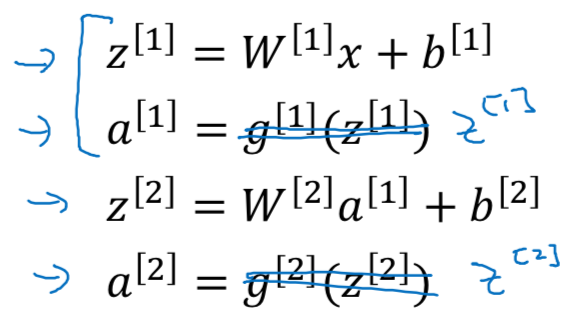 → z^[1] = W^[1]x + b^[1]
→ a^[1] = ~~g^[1](z^[1])~~ z^[1]
→ z^[2] = W^[2]a^[1] + b^[2]
→ a^[2] = ~~g^[2](z^[2])~~ z^[2]